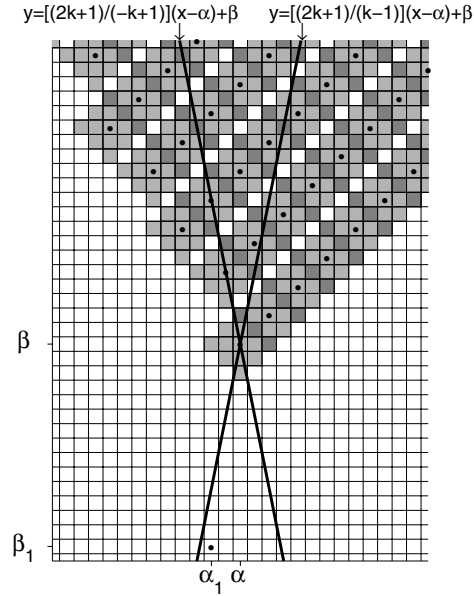 y=[(2k+1)/(-k+1)](x-α)+β y=[(2k+1)/(k-1)](x-α)+β
β
β₁
α₁ α